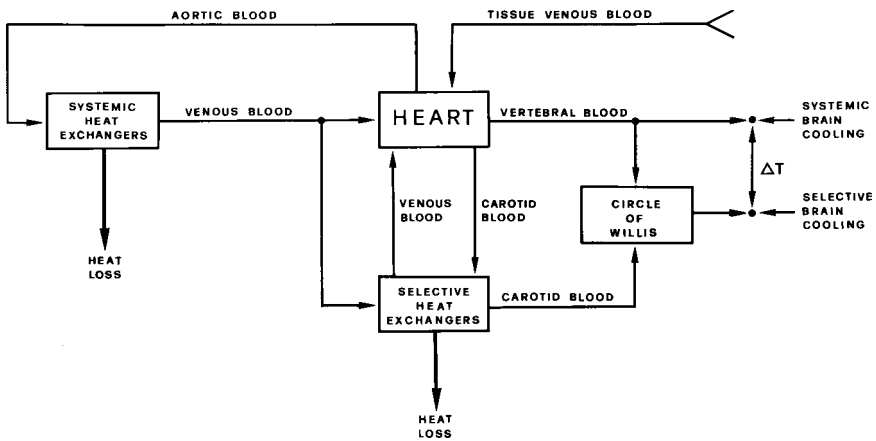 AORTIC BLOOD
TISSUE VENOUS BLOOD
SYSTEMIC
HEAT
EXCHANGERS
VENOUS BLOOD
HEART
VERTEBRAL BLOOD
SYSTEMIC
BRAIN
COOLING
ΔT
VENOUS
BLOOD
CAROTID
BLOOD
CIRCLE
OF
WILLIS
SELECTIVE
BRAIN
COOLING
HEAT
LOSS
SELECTIVE
HEAT
EXCHANGERS
CAROTID BLOOD
HEAT
LOSS